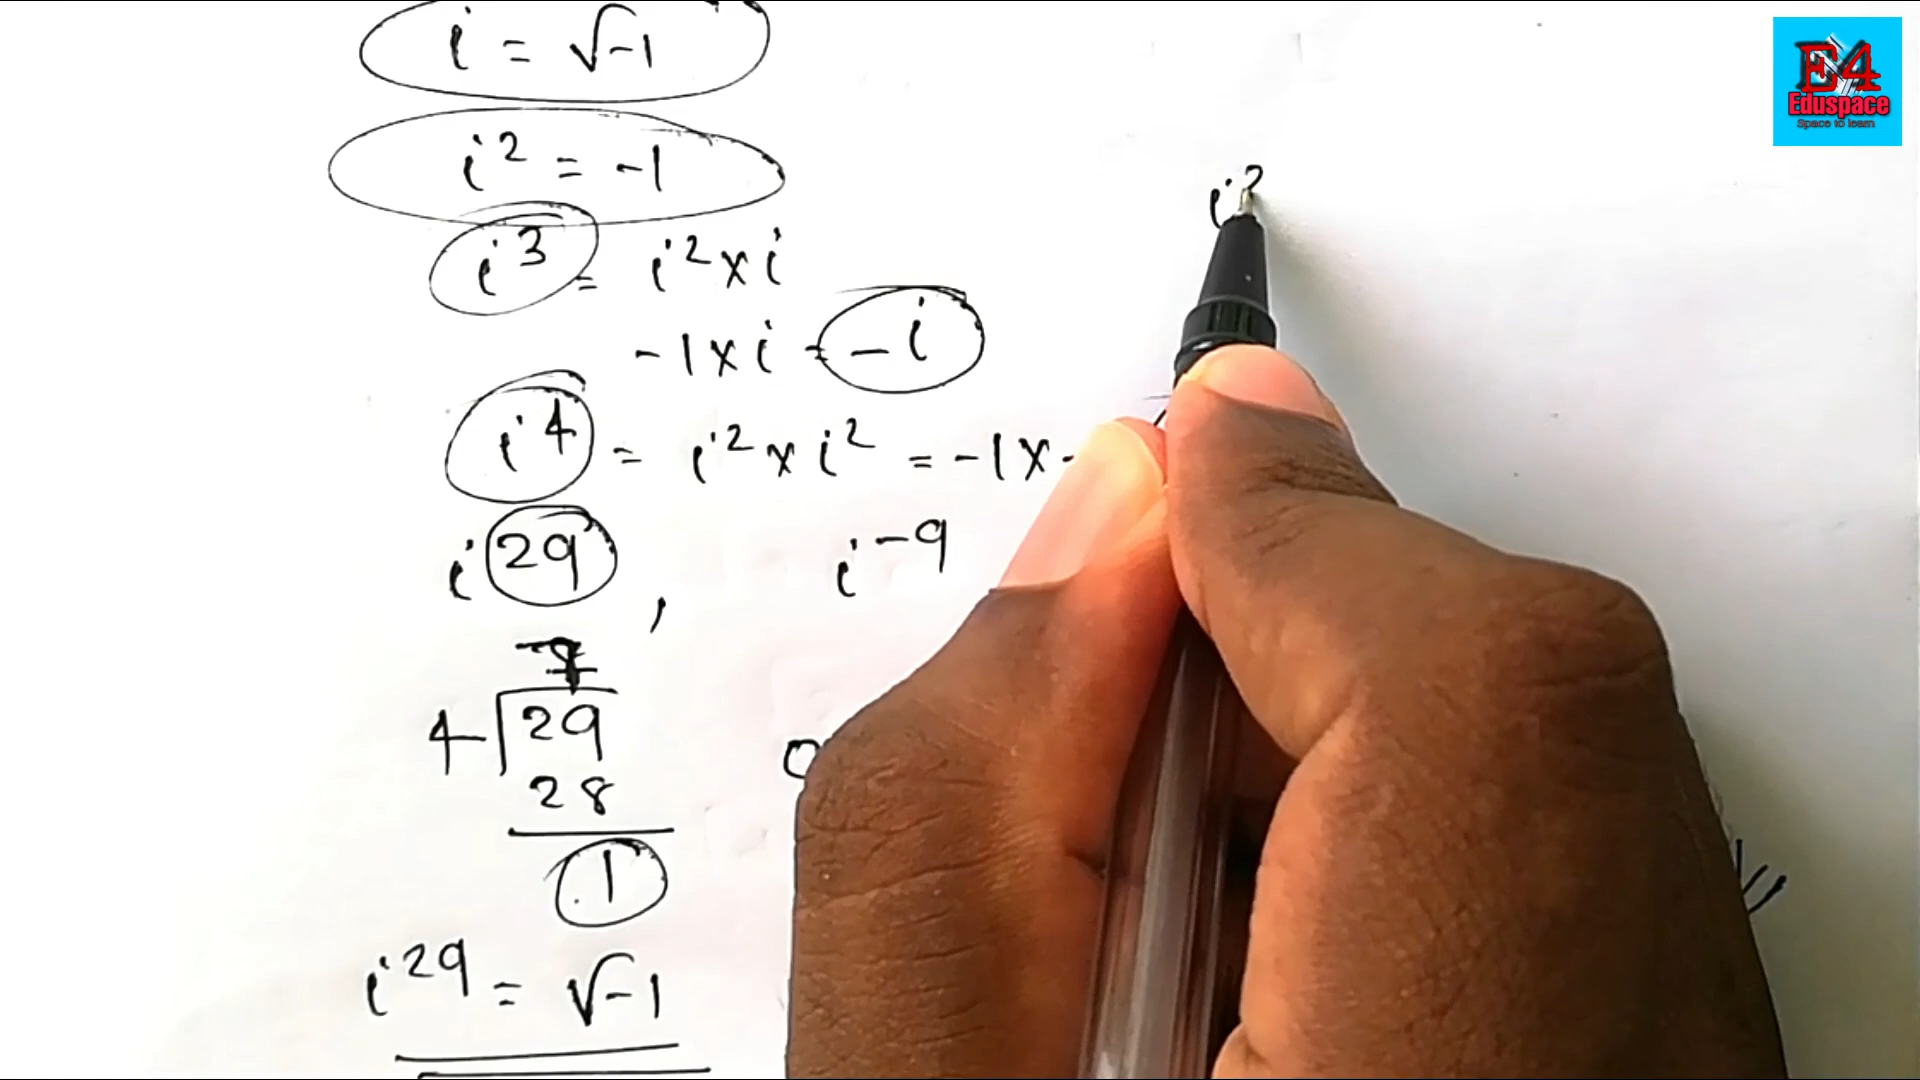 i = √-1
i² = -1
i³ = i² x i
-1 x i = -i
i⁴ = i² x i² = -1 x -
i²⁹ , i⁻⁹
7
4 29
28
1
i²⁹ = √-1
E4
Eduspace
Space to learn